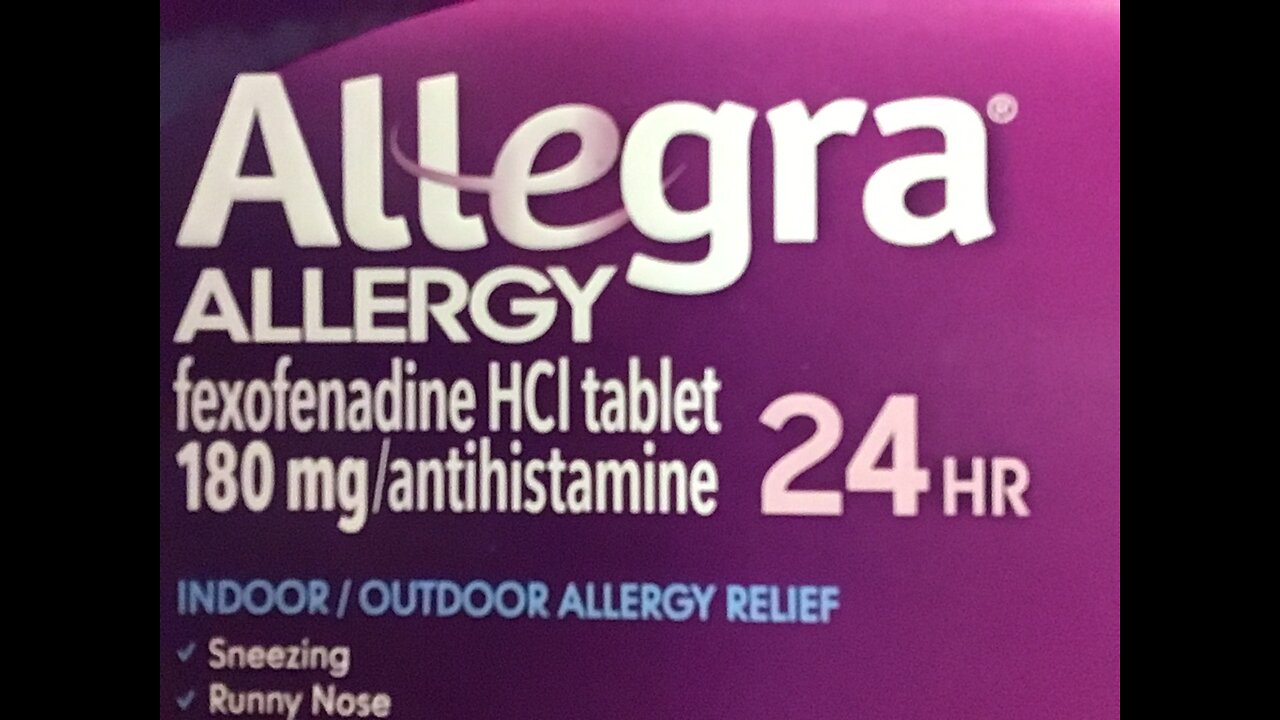 Allegra®
ALLERGY
fexofenadine HCl tablet
180 mg/antihistamine
24 HR
INDOOR / OUTDOOR ALLERGY RELIEF
✓ Sneezing
✓ Runny Nose